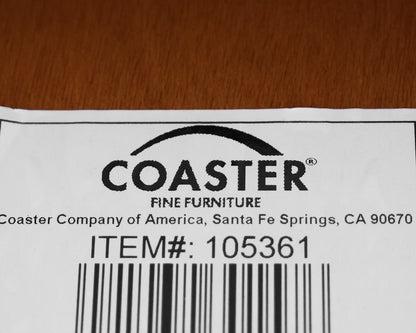 COASTER®
FINE FURNITURE
Coaster Company of America, Santa Fe Springs, CA 90670
ITEM#: 105361